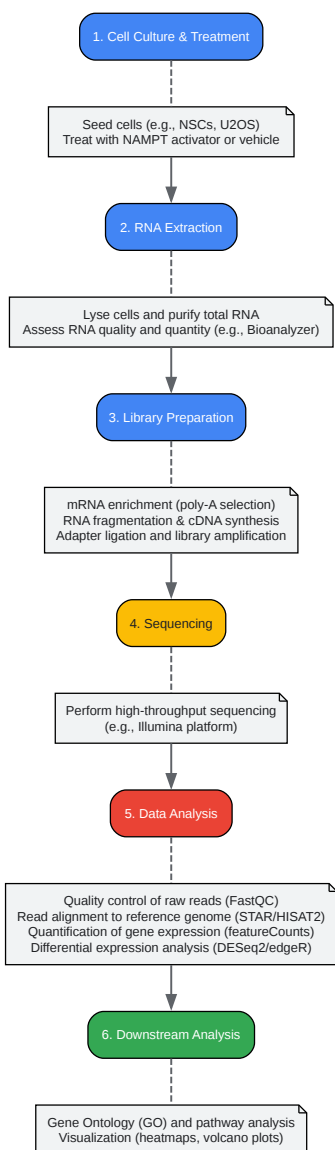 1. Cell Culture & Treatment
Seed cells (e.g., NSCs, U2OS)
Treat with NAMPT activator or vehicle
2. RNA Extraction
Lyse cells and purify total RNA
Assess RNA quality and quantity (e.g., Bioanalyzer)
3. Library Preparation
mRNA enrichment (poly-A selection)
RNA fragmentation & cDNA synthesis
Adapter ligation and library amplification
4. Sequencing
Perform high-throughput sequencing
(e.g., Illumina platform)
5. Data Analysis
Quality control of raw reads (FastQC)
Read alignment to reference genome (STAR/HISAT2)
Quantification of gene expression (featureCounts)
Differential expression analysis (DESeq2/edgeR)
6. Downstream Analysis
Gene Ontology (GO) and pathway analysis
Visualization (heatmaps, volcano plots)